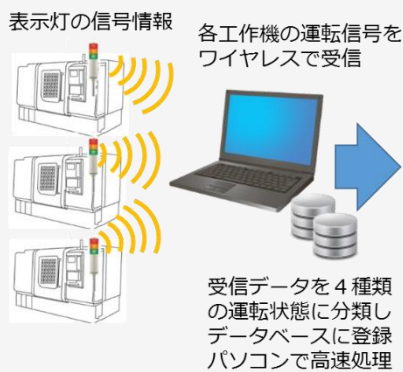 表示灯の信号情報
各工作機の運転信号を
ワイヤレスで受信
受信データを４種類
の運転状態に分類し
データベースに登録
パソコンで高速処理